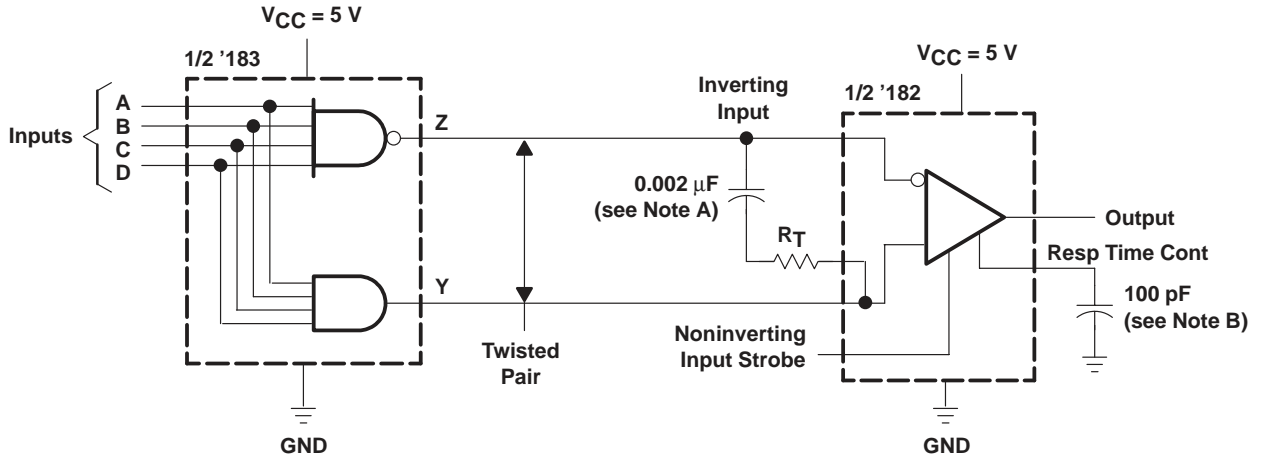 VCC = 5 V
1/2 '183
Inputs
A
B
C
D
Z
Y
Twisted
Pair
GND
Inverting
Input
0.002 µF
(see Note A)
RT
Noninverting
Input Strobe
VCC = 5 V
1/2 '182
Output
Resp Time Cont
100 pF
(see Note B)
GND